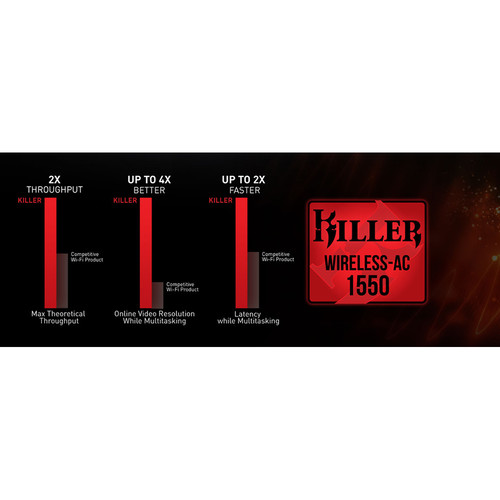 2X
THROUGHPUT
KILLER
Competitive
Wi-Fi Product
Max Theoretical
Throughput
UP TO 4X
BETTER
KILLER
Competitive
Wi-Fi Product
Online Video Resolution
While Multitasking
UP TO 2X
FASTER
KILLER
Competitive
Wi-Fi Product
Latency
while Multitasking
KILLER
WIRELESS-AC
1550